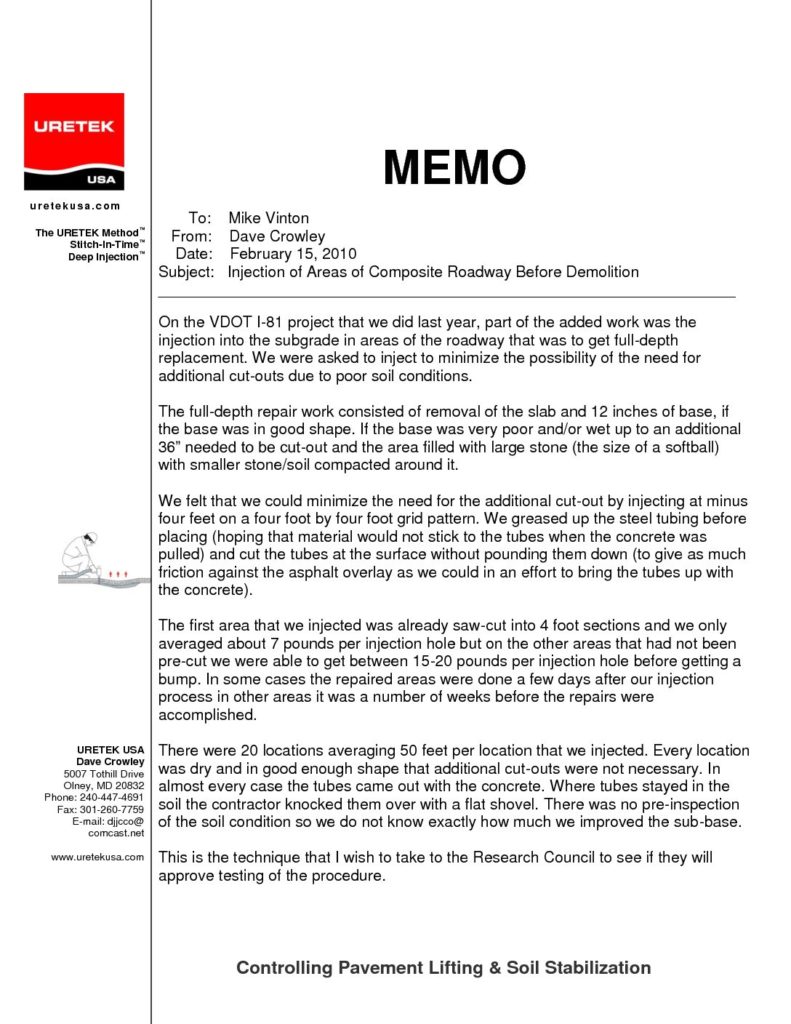 URETEK
USA
uretekusa.com
The URETEK Method™
Stitch-In-Time™
Deep Injection™
MEMO
To: Mike Vinton
From: Dave Crowley
Date: February 15, 2010
Subject: Injection of Areas of Composite Roadway Before Demolition
On the VDOT I-81 project that we did last year, part of the added work was the
injection into the subgrade in areas of the roadway that was to get full-depth
replacement. We were asked to inject to minimize the possibility of the need for
additional cut-outs due to poor soil conditions.
The full-depth repair work consisted of removal of the slab and 12 inches of base, if
the base was in good shape. If the base was very poor and/or wet up to an additional
36” needed to be cut-out and the area filled with large stone (the size of a softball)
with smaller stone/soil compacted around it.
We felt that we could minimize the need for the additional cut-out by injecting at minus
four feet on a four foot by four foot grid pattern. We greased up the steel tubing before
placing (hoping that material would not stick to the tubes when the concrete was
pulled) and cut the tubes at the surface without pounding them down (to give as much
friction against the asphalt overlay as we could in an effort to bring the tubes up with
the concrete).
The first area that we injected was already saw-cut into 4 foot sections and we only
averaged about 7 pounds per injection hole but on the other areas that had not been
pre-cut we were able to get between 15-20 pounds per injection hole before getting a
bump. In some cases the repaired areas were done a few days after our injection
process in other areas it was a number of weeks before the repairs were
accomplished.
There were 20 locations averaging 50 feet per location that we injected. Every location
was dry and in good enough shape that additional cut-outs were not necessary. In
almost every case the tubes came out with the concrete. Where tubes stayed in the
soil the contractor knocked them over with a flat shovel. There was no pre-inspection
of the soil condition so we do not know exactly how much we improved the sub-base.
This is the technique that I wish to take to the Research Council to see if they will
approve testing of the procedure.
URETEK USA
Dave Crowley
5007 Tothill Drive
Olney, MD 20832
Phone: 240-447-4691
Fax: 301-260-7759
E-mail: djjcco@
comcast.net
www.uretekusa.com
Controlling Pavement Lifting & Soil Stabilization